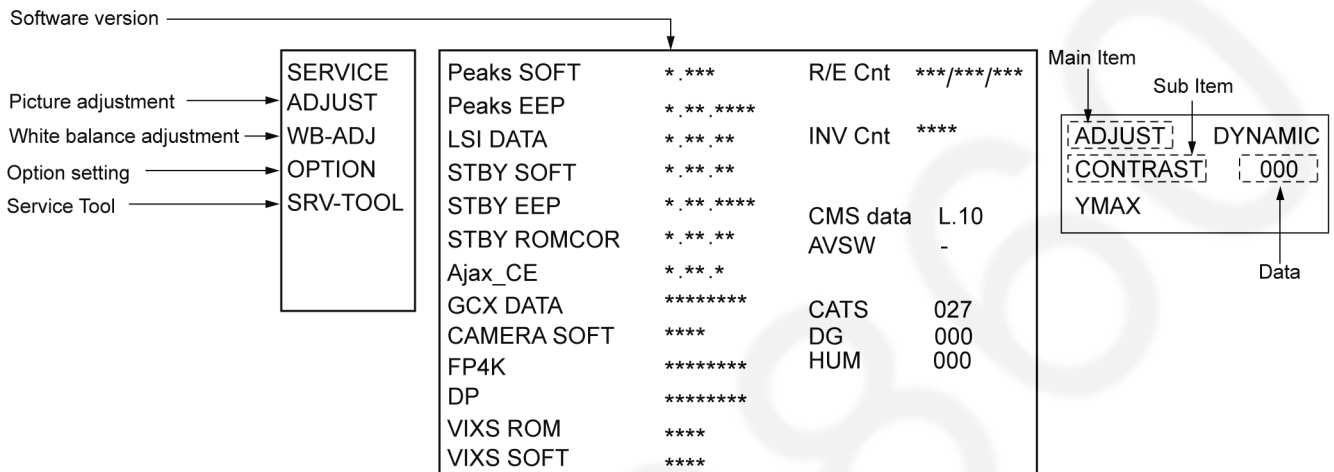 Software version
SERVICE
Picture adjustment ADJUST
White balance adjustment WB-ADJ
Option setting OPTION
Service Tool SRV-TOOL
Peaks SOFT *.*** R/E Cnt ***/***/***
Peaks EEP *.**.****
LSI DATA *.**.** INV Cnt ****
STBY SOFT *.**.**
STBY EEP *.**.**** CMS data L.10
STBY ROMCOR *.**.** AVSW -
Ajax_CE *.**.*
GCX DATA ******** CATS 027
CAMERA SOFT **** DG 000
FP4K ******** HUM 000
DP ********
VIXS ROM ****
VIXS SOFT ****
Main Item
Sub Item
ADJUST DYNAMIC
CONTRAST 000
YMAX
Data